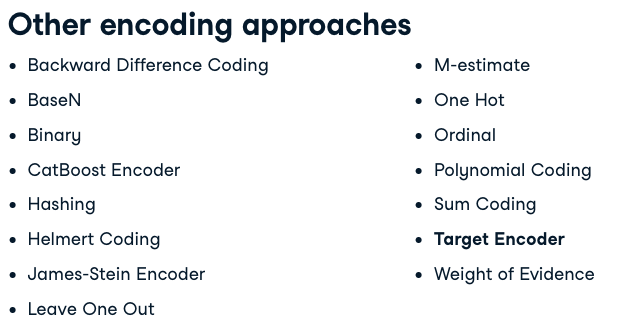 Other encoding approaches
• Backward Difference Coding
• BaseN
• Binary
• CatBoost Encoder
• Hashing
• Helmert Coding
• James-Stein Encoder
• Leave One Out
• M-estimate
• One Hot
• Ordinal
• Polynomial Coding
• Sum Coding
• Target Encoder
• Weight of Evidence